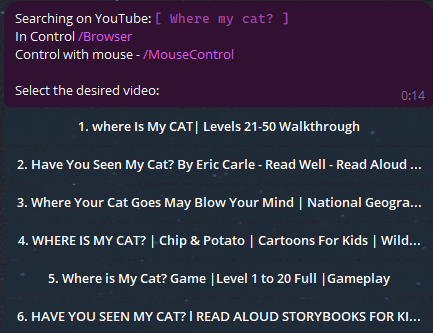 Searching on YouTube: [ Where my cat? ]
In Control /Browser
Control with mouse - /MouseControl
Select the desired video:
0:14
1. where Is My CAT| Levels 21-50 Walkthrough
2. Have You Seen My Cat? By Eric Carle - Read Well - Read Aloud ...
3. Where Your Cat Goes May Blow Your Mind | National Geogra...
4. WHERE IS MY CAT? | Chip & Potato | Cartoons For Kids | Wild...
5. Where is My Cat? Game |Level 1 to 20 Full |Gameplay
6. HAVE YOU SEEN MY CAT? l READ ALOUD STORYBOOKS FOR KI...